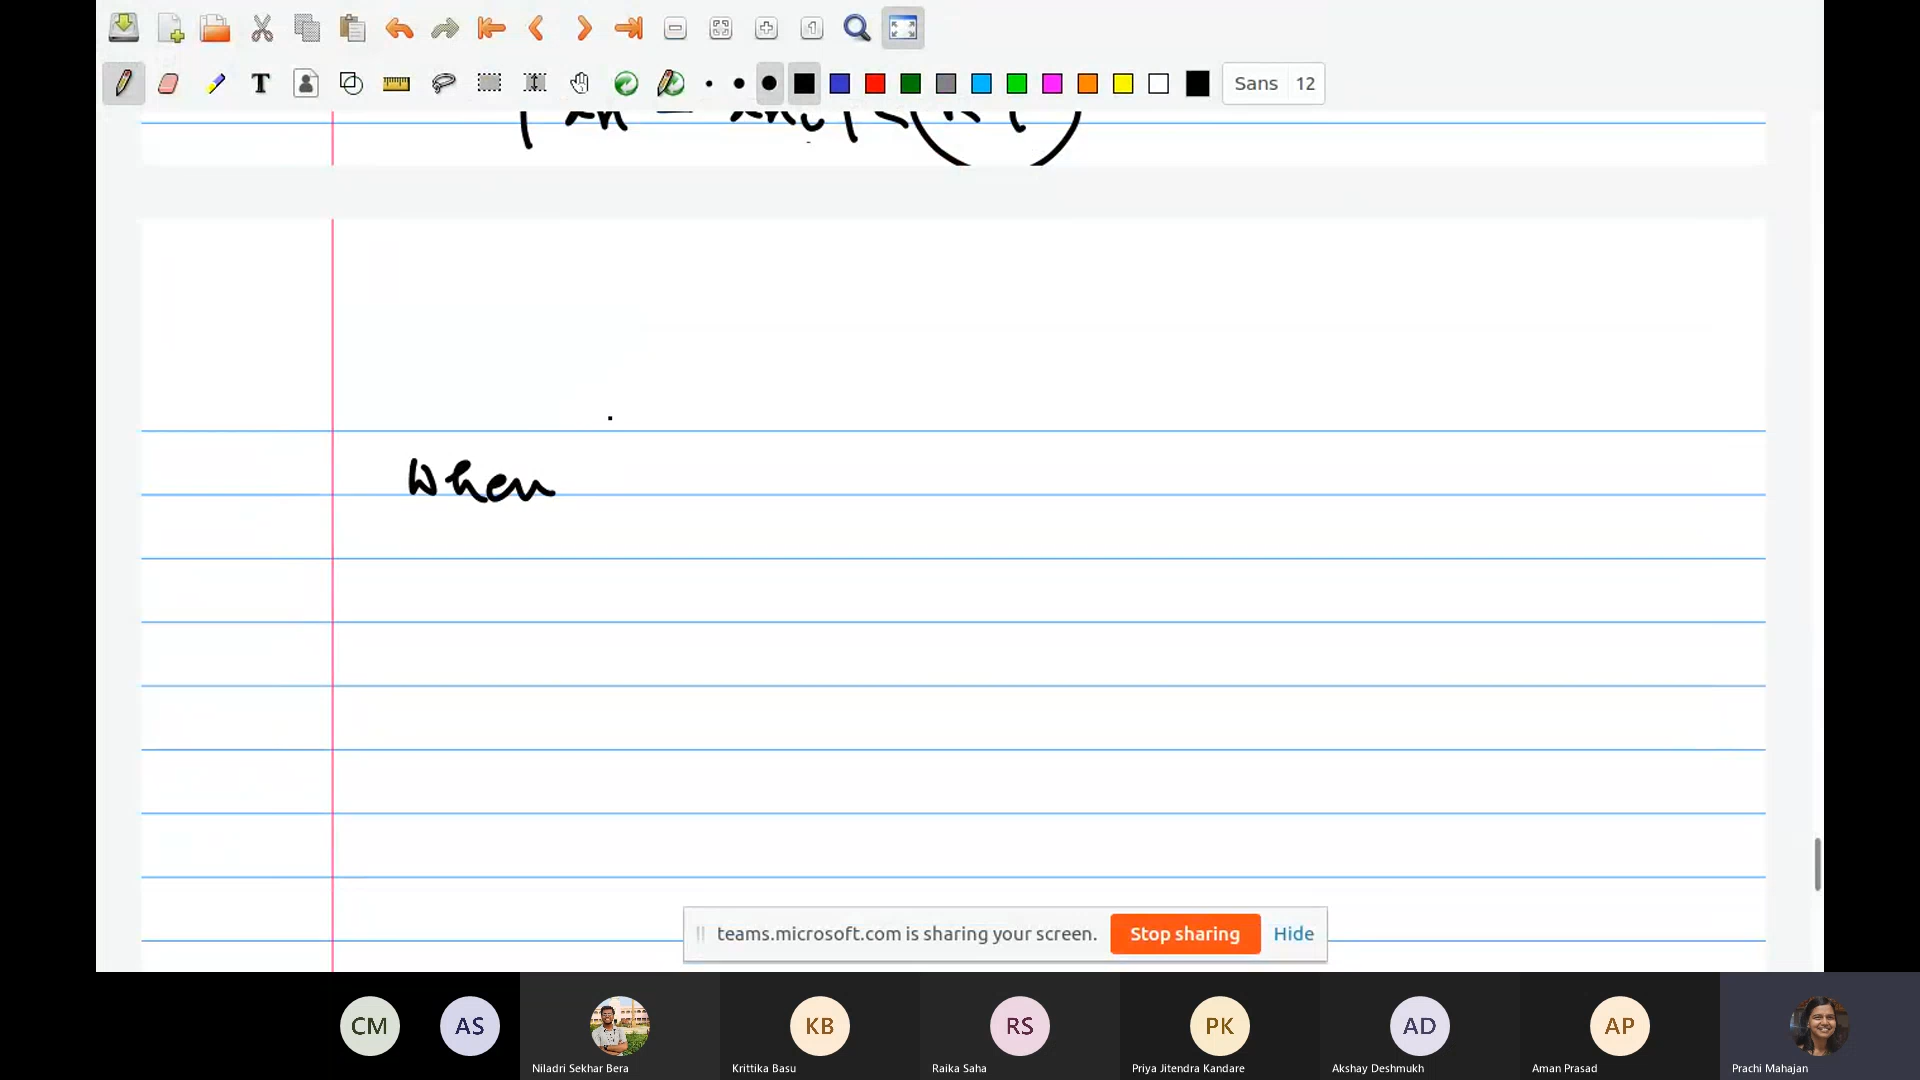 T
Sans 12
When
teams.microsoft.com is sharing your screen. Stop sharing Hide
CM AS KB RS PK AD AP
Niladri Sekhar Bera Krittika Basu Raika Saha Priya Jitendra Kandare Akshay Deshmukh Aman Prasad Prachi Mahajan